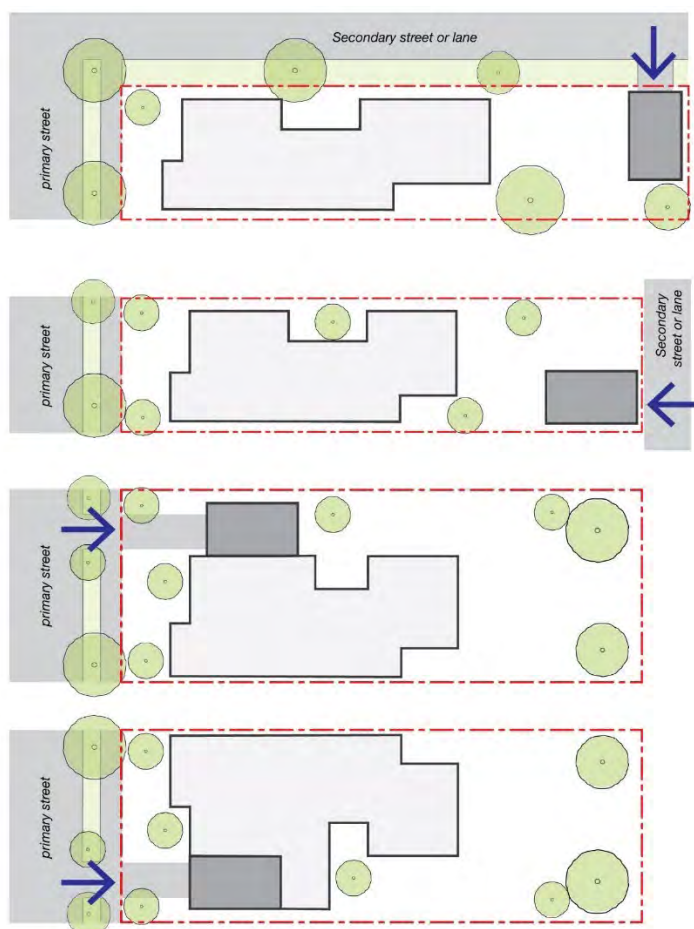 Secondary street or lane
primary street
primary street
Secondary
street or lane
primary street
primary street